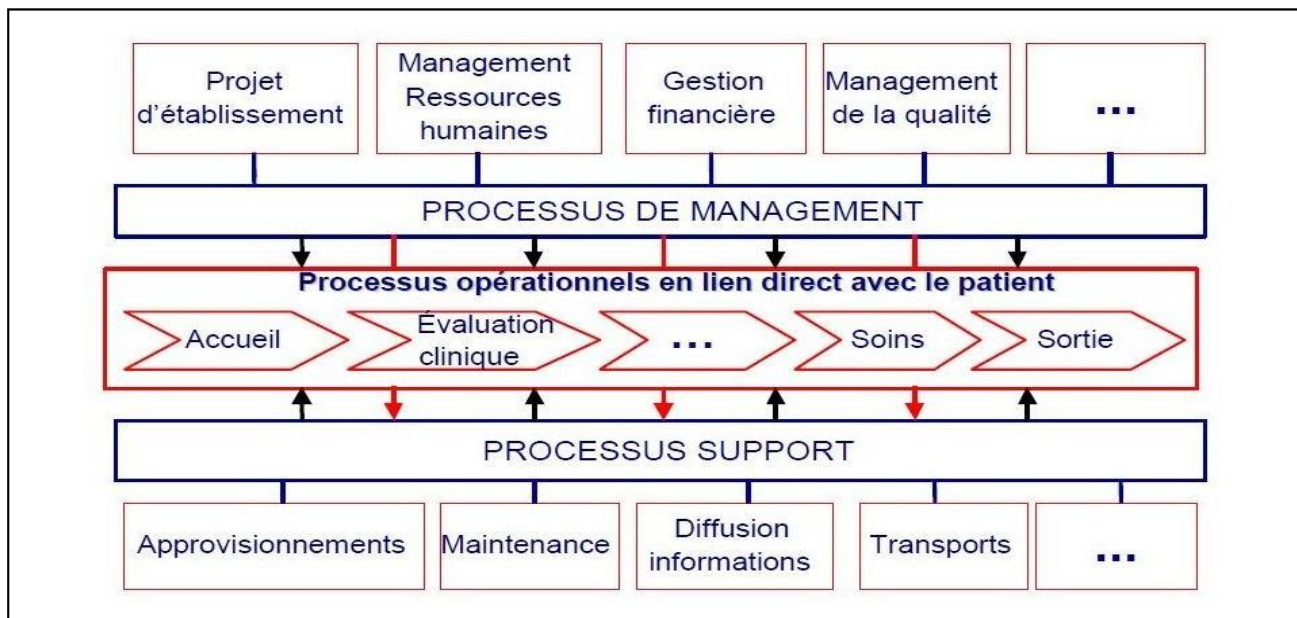 Projet
d'établissement
Management
Ressources
humaines
Gestion
financière
Management
de la qualité
...
PROCESSUS DE MANAGEMENT
Processus opérationnels en lien direct avec le patient
Accueil
Évaluation
clinique
...
Soins
Sortie
PROCESSUS SUPPORT
Approvisionnements
Maintenance
Diffusion
informations
Transports
...